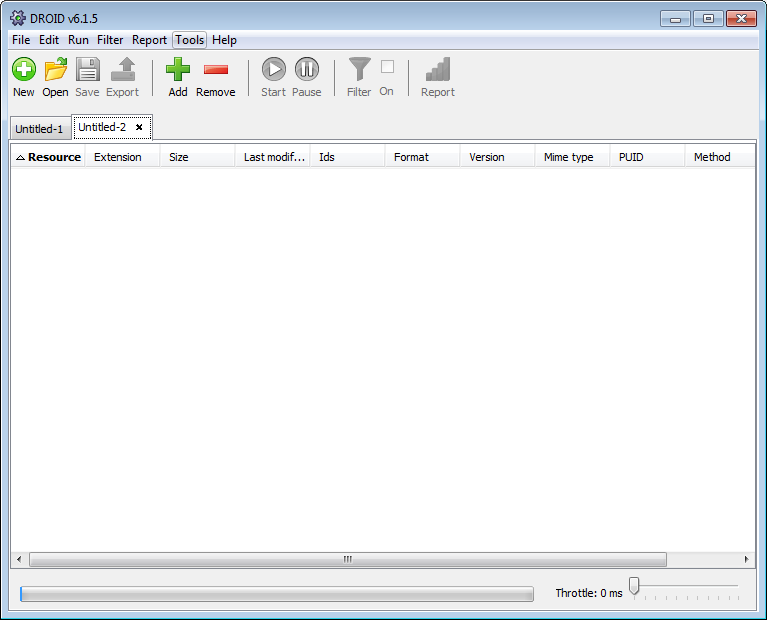 DROID v6.1.5
File Edit Run Filter Report Tools Help
New Open Save Export Add Remove Start Pause Filter On Report
Untitled-1 Untitled-2
Resource Extension Size Last modif... Ids Format Version Mime type PUID Method
Throttle: 0 ms